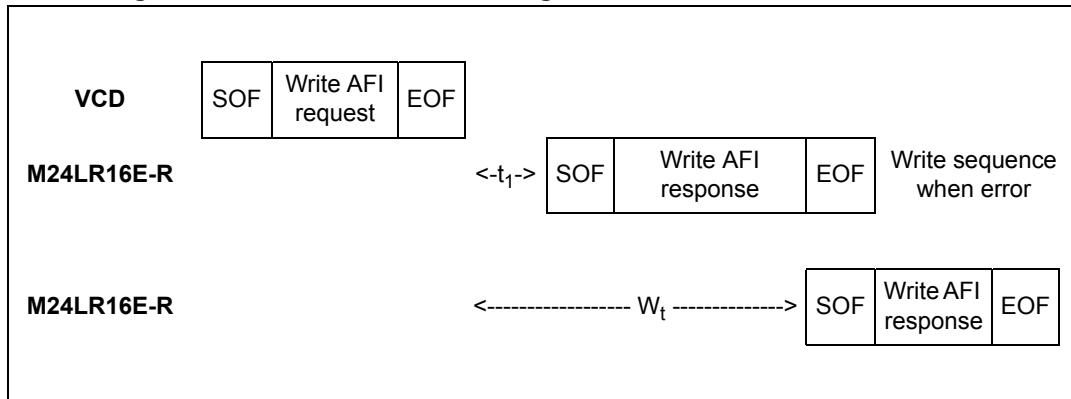 VCD SOF Write AFI request EOF
M24LR16E-R <-t1-> SOF Write AFI response EOF Write sequence when error
M24LR16E-R <------------------ Wt --------------> SOF Write AFI response EOF